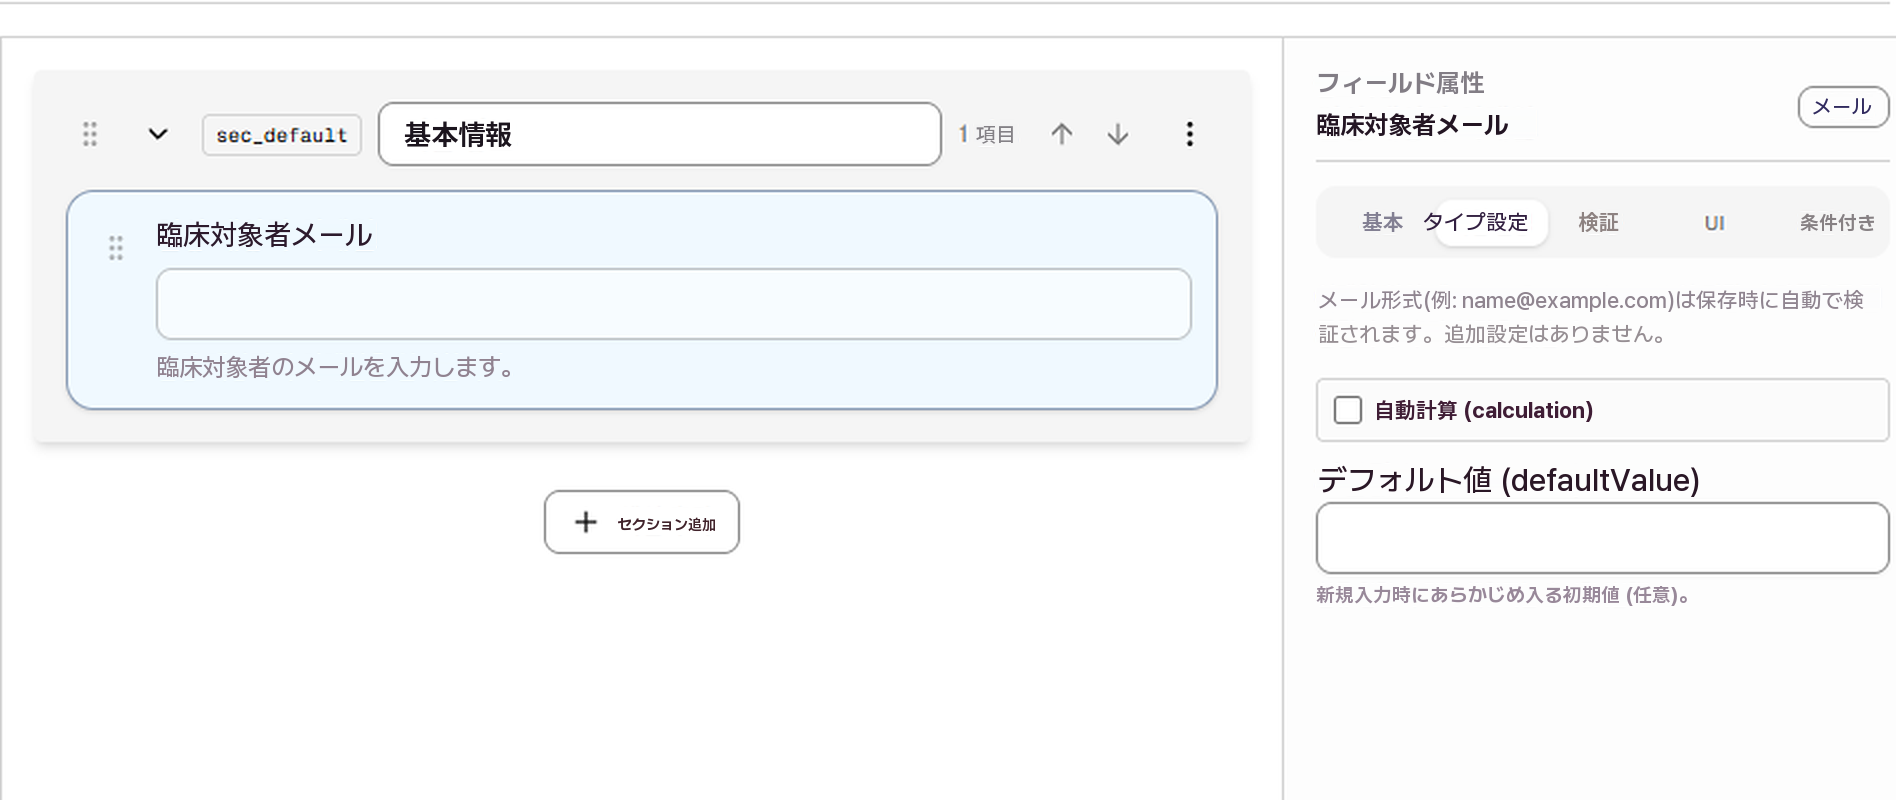 sec_default
基本情報
1 項目
臨床対象者メール
臨床対象者のメールを入力します。
セクション追加
フィールド属性
臨床対象者メール
メール
基本
タイプ設定
検証
UI
条件付き
メール形式(例: name@example.com)は保存時に自動で検
証されます。追加設定はありません。
自動計算 (calculation)
デフォルト値 (defaultValue)
新規入力時にあらかじめ入る初期値 (任意)。